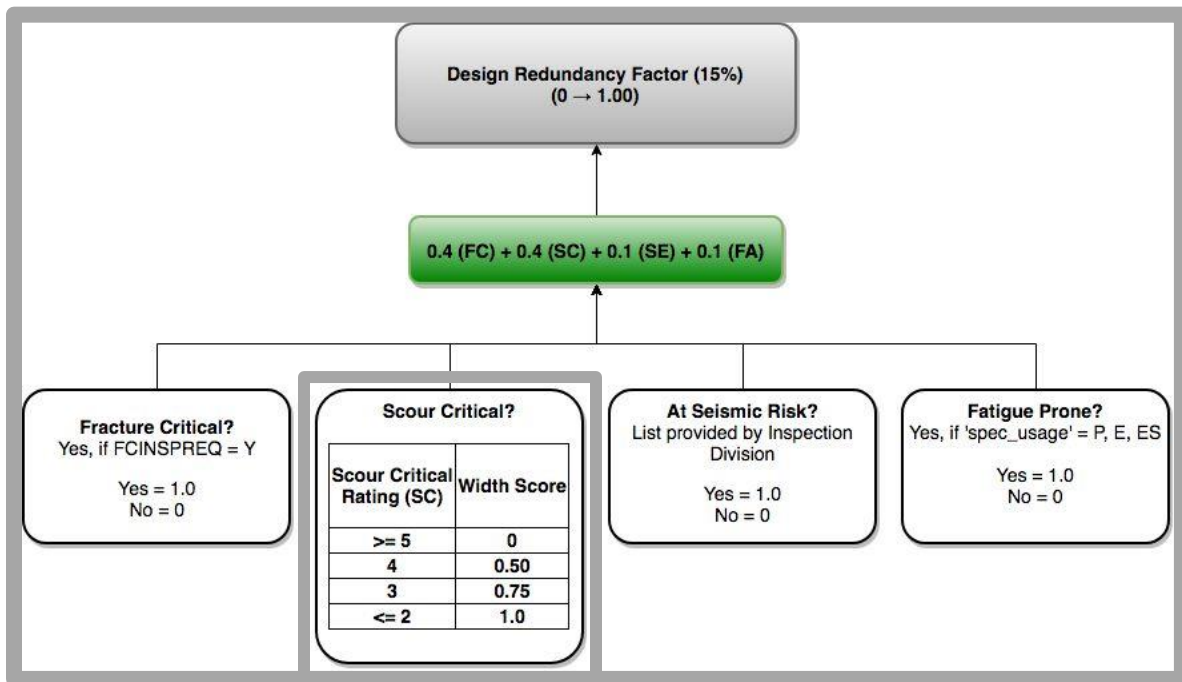 Design Redundancy Factor (15%)
(0 → 1.00)
0.4 (FC) + 0.4 (SC) + 0.1 (SE) + 0.1 (FA)
Fracture Critical?
Yes, if FCINSPREQ = Y
Yes = 1.0
No = 0
Scour Critical?
Scour Critical
Rating (SC)
Width Score
>= 5
0
4
0.50
3
0.75
<= 2
1.0
At Seismic Risk?
List provided by Inspection
Division
Yes = 1.0
No = 0
Fatigue Prone?
Yes, if 'spec_usage' = P, E, ES
Yes = 1.0
No = 0